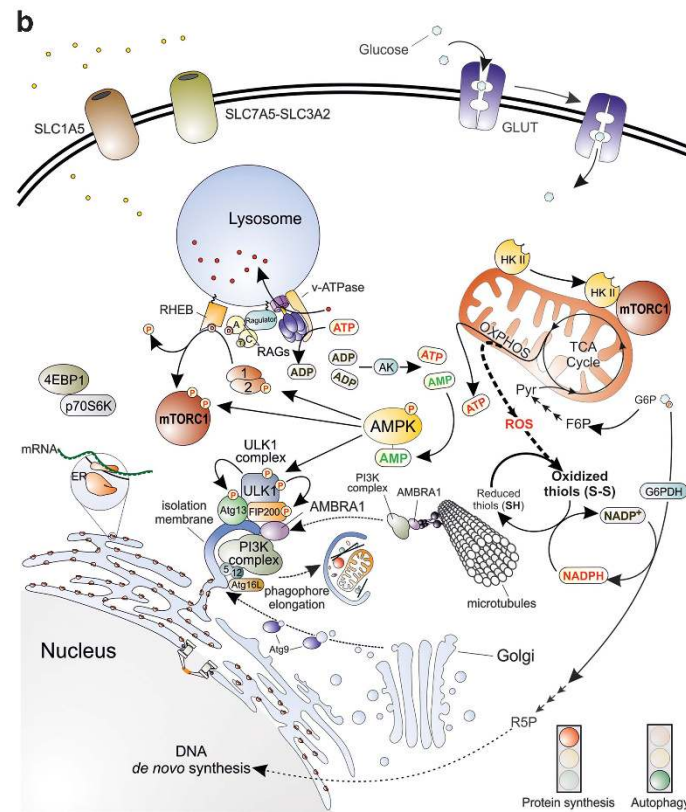 b
Glucose
SLC1A5
SLC7A5-SLC3A2
GLUT
Lysosome
v-ATPase
RHEB
Ragulator
A
C
RAGs
ATP
ADP
ADP
ADP
AK
ATP
AMP
P
1
2
P
HK II
HK II
mTORC1
OXPHOS
TCA
Cycle
ATP
Pyr
F6P
G6P
P
ROS
4EBP1
p70S6K
P
P
mTORC1
P
AMPK
AMP
mRNA
ER
ULK1
complex
P
ULK1
P
Atg13
FIP200
P
AMBRA1
isolation
membrane
PI3K
complex
5
12
Atg16L
phagophore
elongation
PI3K
complex
AMBRA1
microtubules
Reduced
thiols (SH)
Oxidized
thiols (S-S)
G6PDH
NADP+
NADPH
Atg9
Golgi
Nucleus
R5P
DNA
de novo synthesis
Protein synthesis
Autophagy